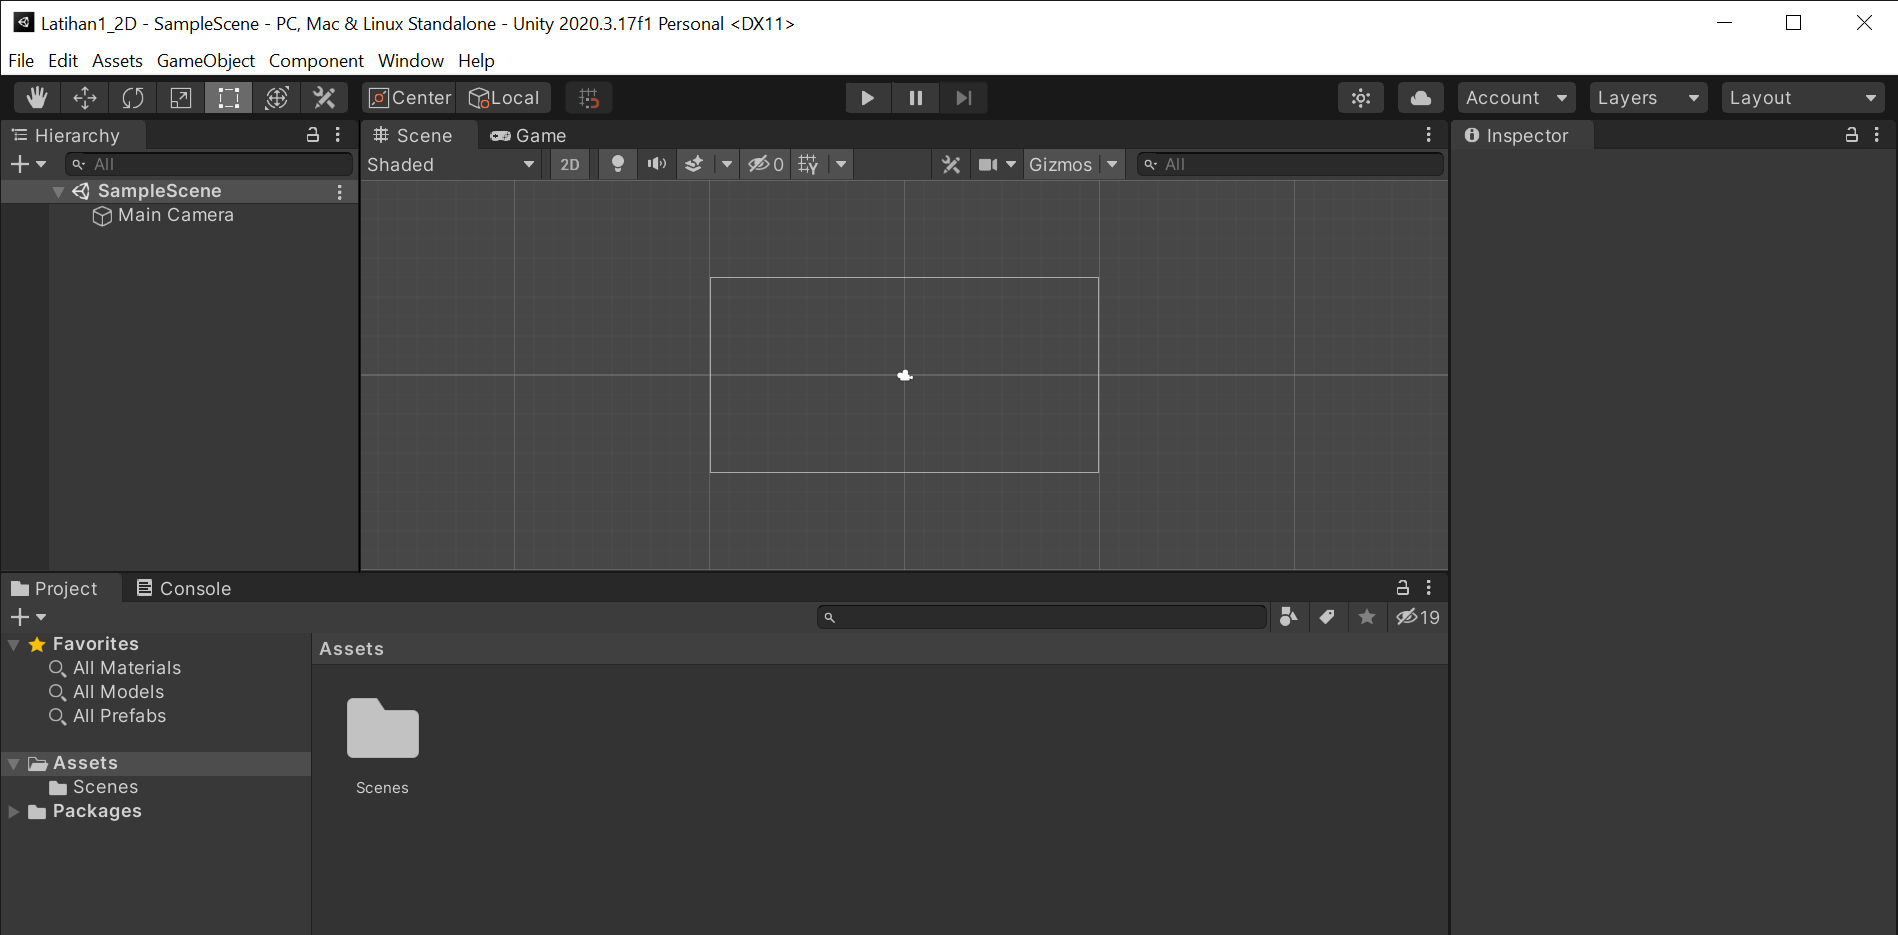 Latihan1_2D - SampleScene - PC, Mac & Linux Standalone - Unity 2020.3.17f1 Personal <DX11>
File Edit Assets GameObject Component Window Help
Center Local Account Layers Layout
Hierarchy
All
SampleScene
Main Camera
Scene Game
Shaded 2D 0 Gizmos All
Inspector
Project Console
19
Favorites
All Materials
All Models
All Prefabs
Assets
Scenes
Packages
Assets
Scenes